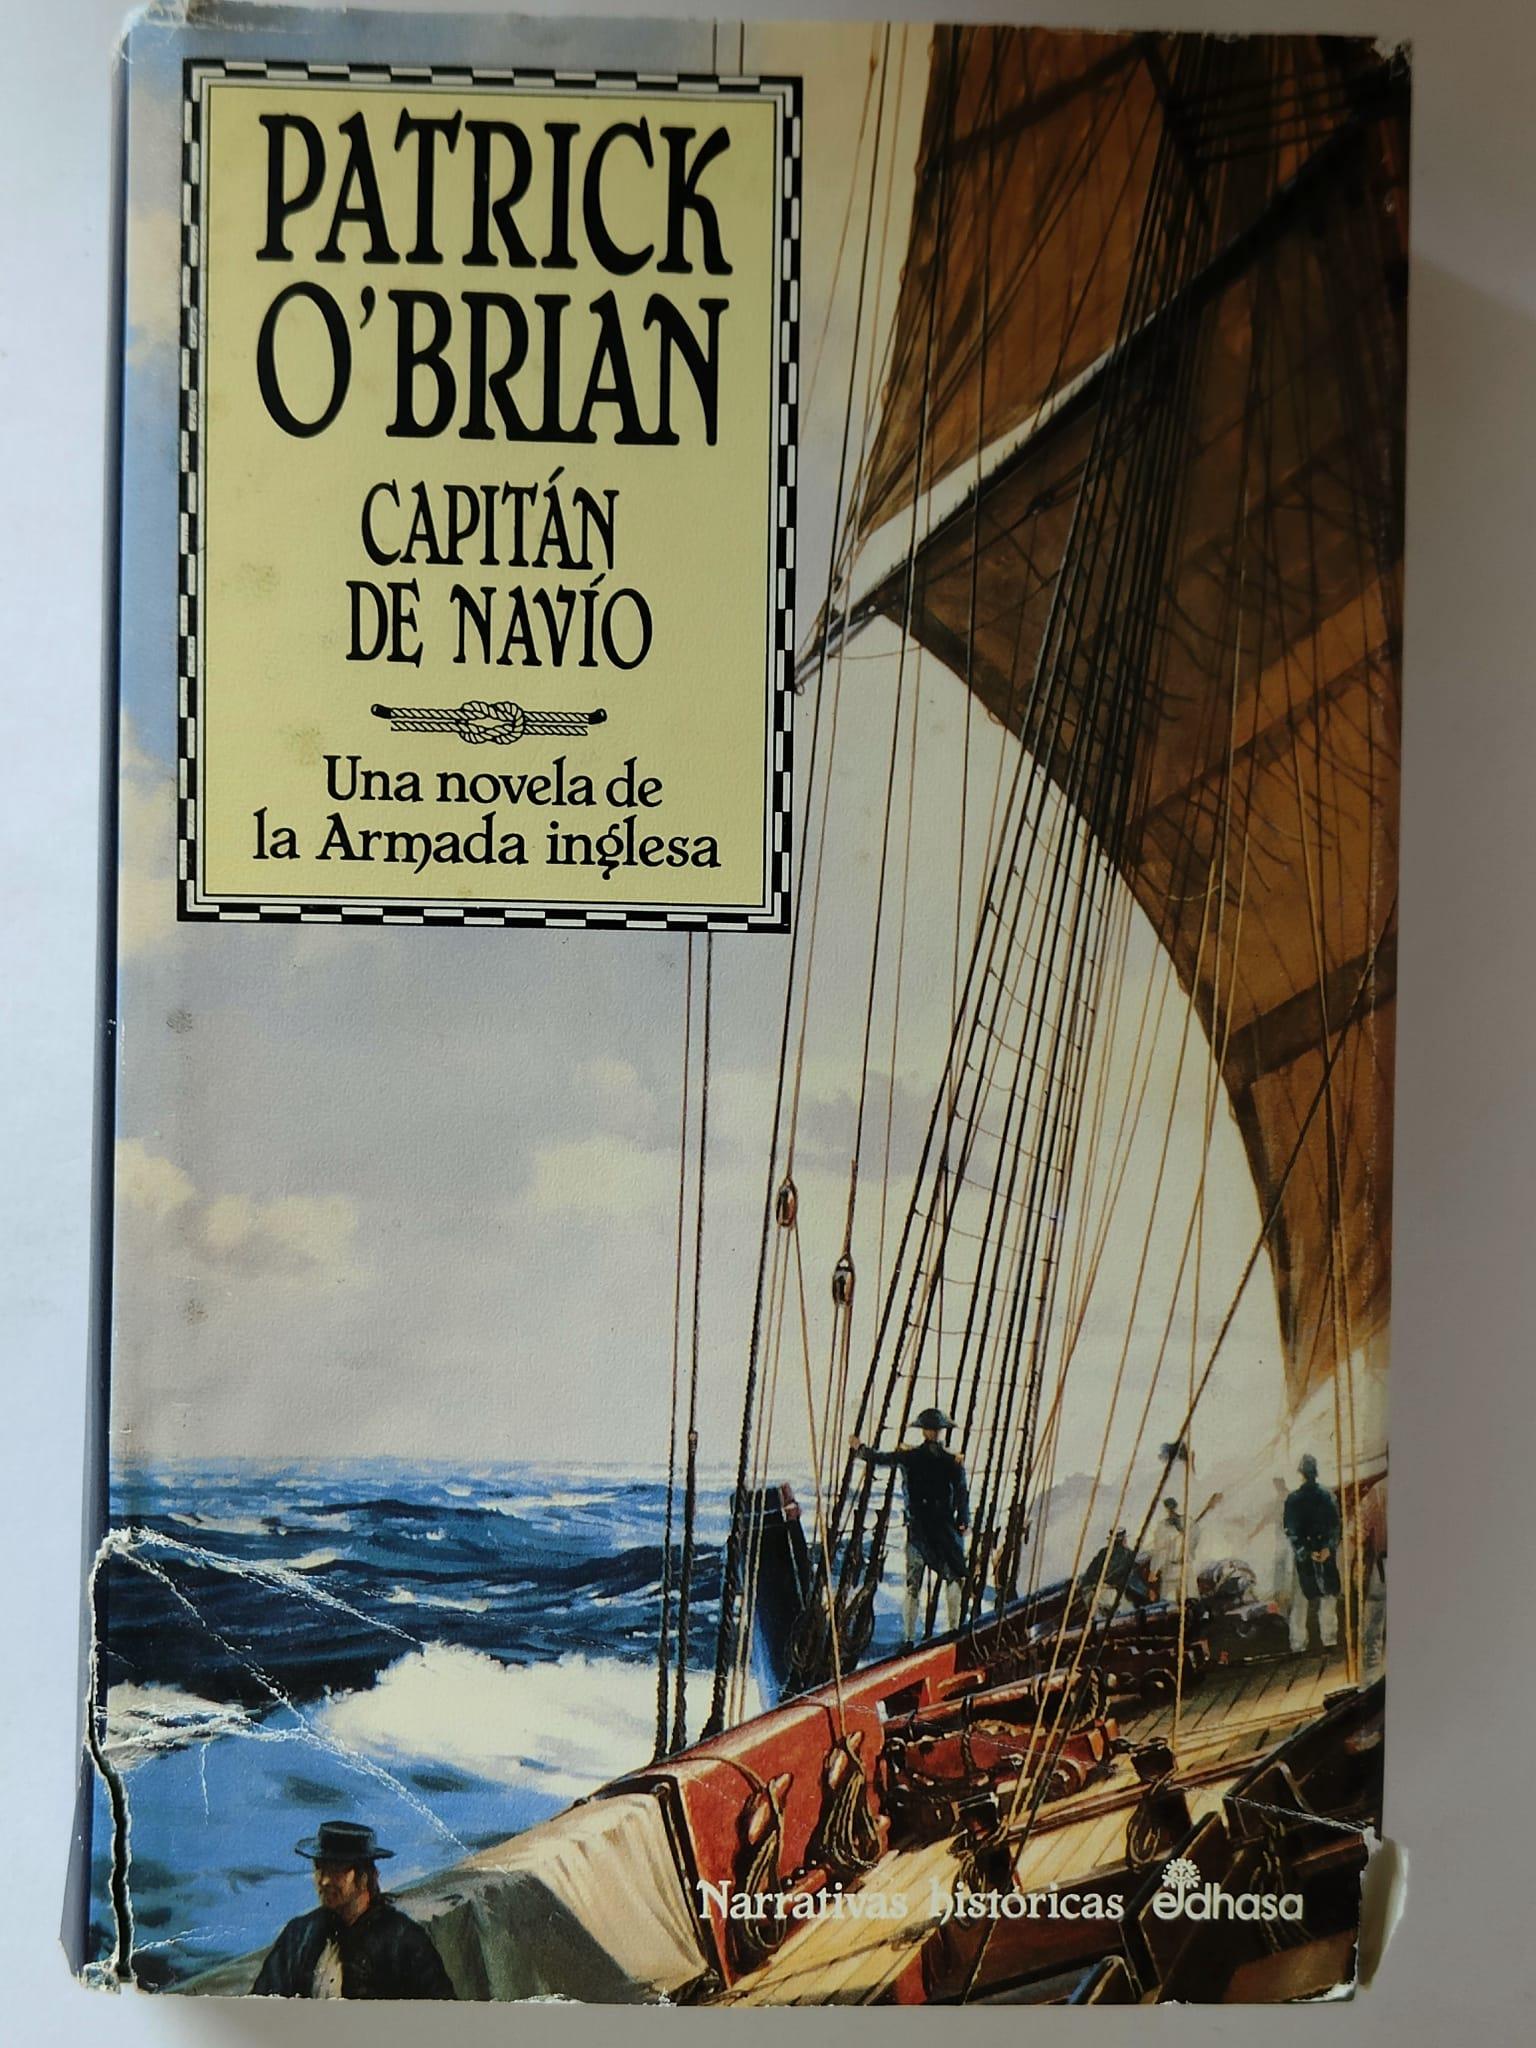 PATRICK
O'BRIAN
CAPITÁN
DE NAVÍO
Una novela de
la Armada inglesa
Narrativas históricas edhasa